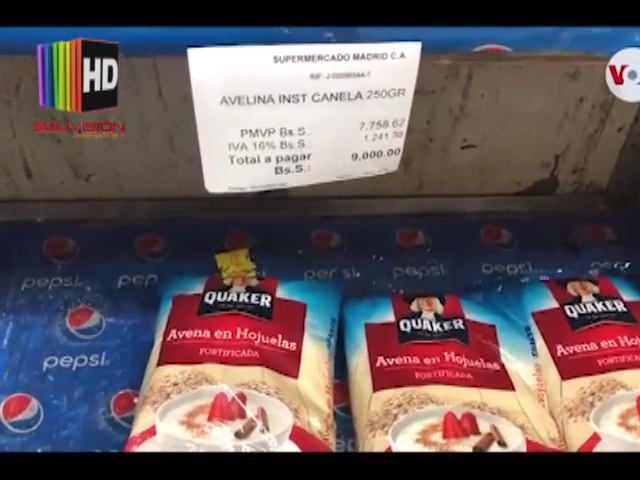 HD
VO
SUPERMERCADO MADRID C.A.
AVELINA INST CANELA 250GR
PMVP Bs.S.. 7,758.62
IVA 16% Bs.S.. 1,241.38
Total a pagar Bs.S.: 9,000.00
pepsi
pepsi
pepsi
pepsi
pepsi
QUAKER
Avena en Hojuelas
FORTIFICADA
QUAKER
Avena en Hojuelas
FORTIFICADA
QUAKER
Avena en Hojuelas
FORTIFICADA